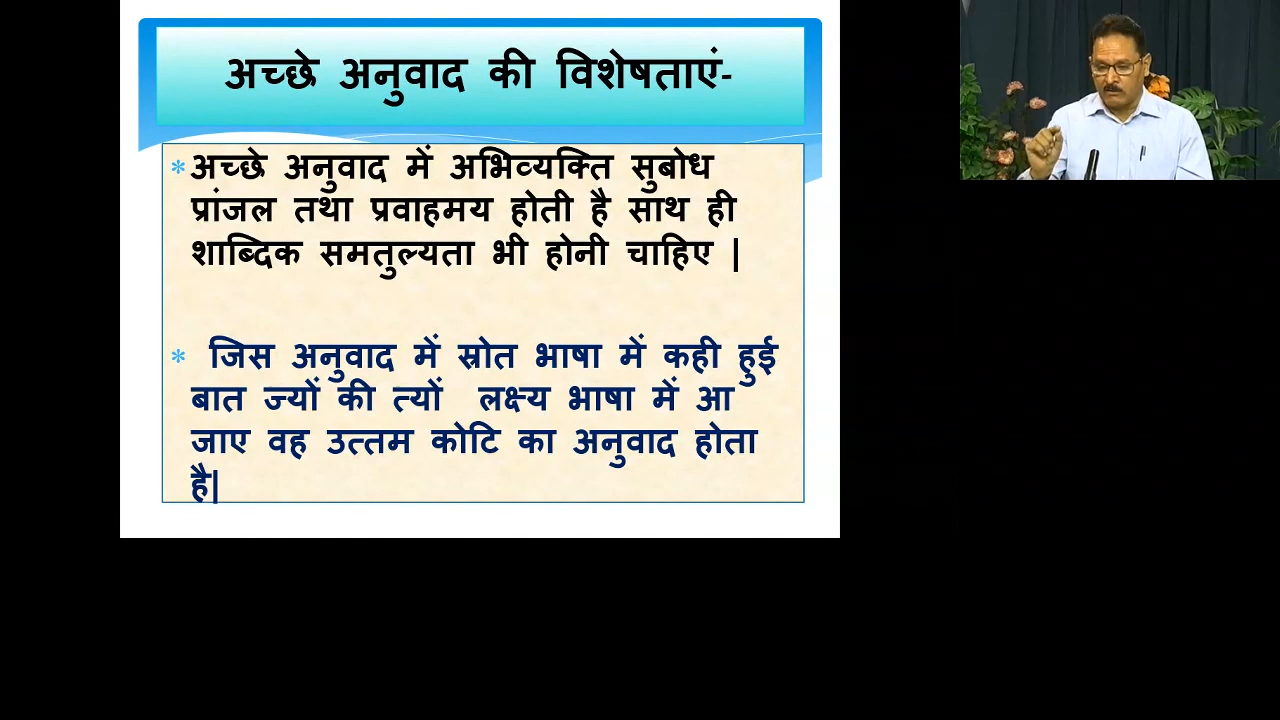 अच्छे अनुवाद की विशेषताएं-
*अच्छे अनुवाद में अभिव्यक्ति सुबोध
प्रांजल तथा प्रवाहमय होती है साथ ही
शाब्दिक समतुल्यता भी होनी चाहिए |
* जिस अनुवाद में स्रोत भाषा में कही हुई
बात ज्यों की त्यों लक्ष्य भाषा में आ
जाए वह उत्तम कोटि का अनुवाद होता
है|